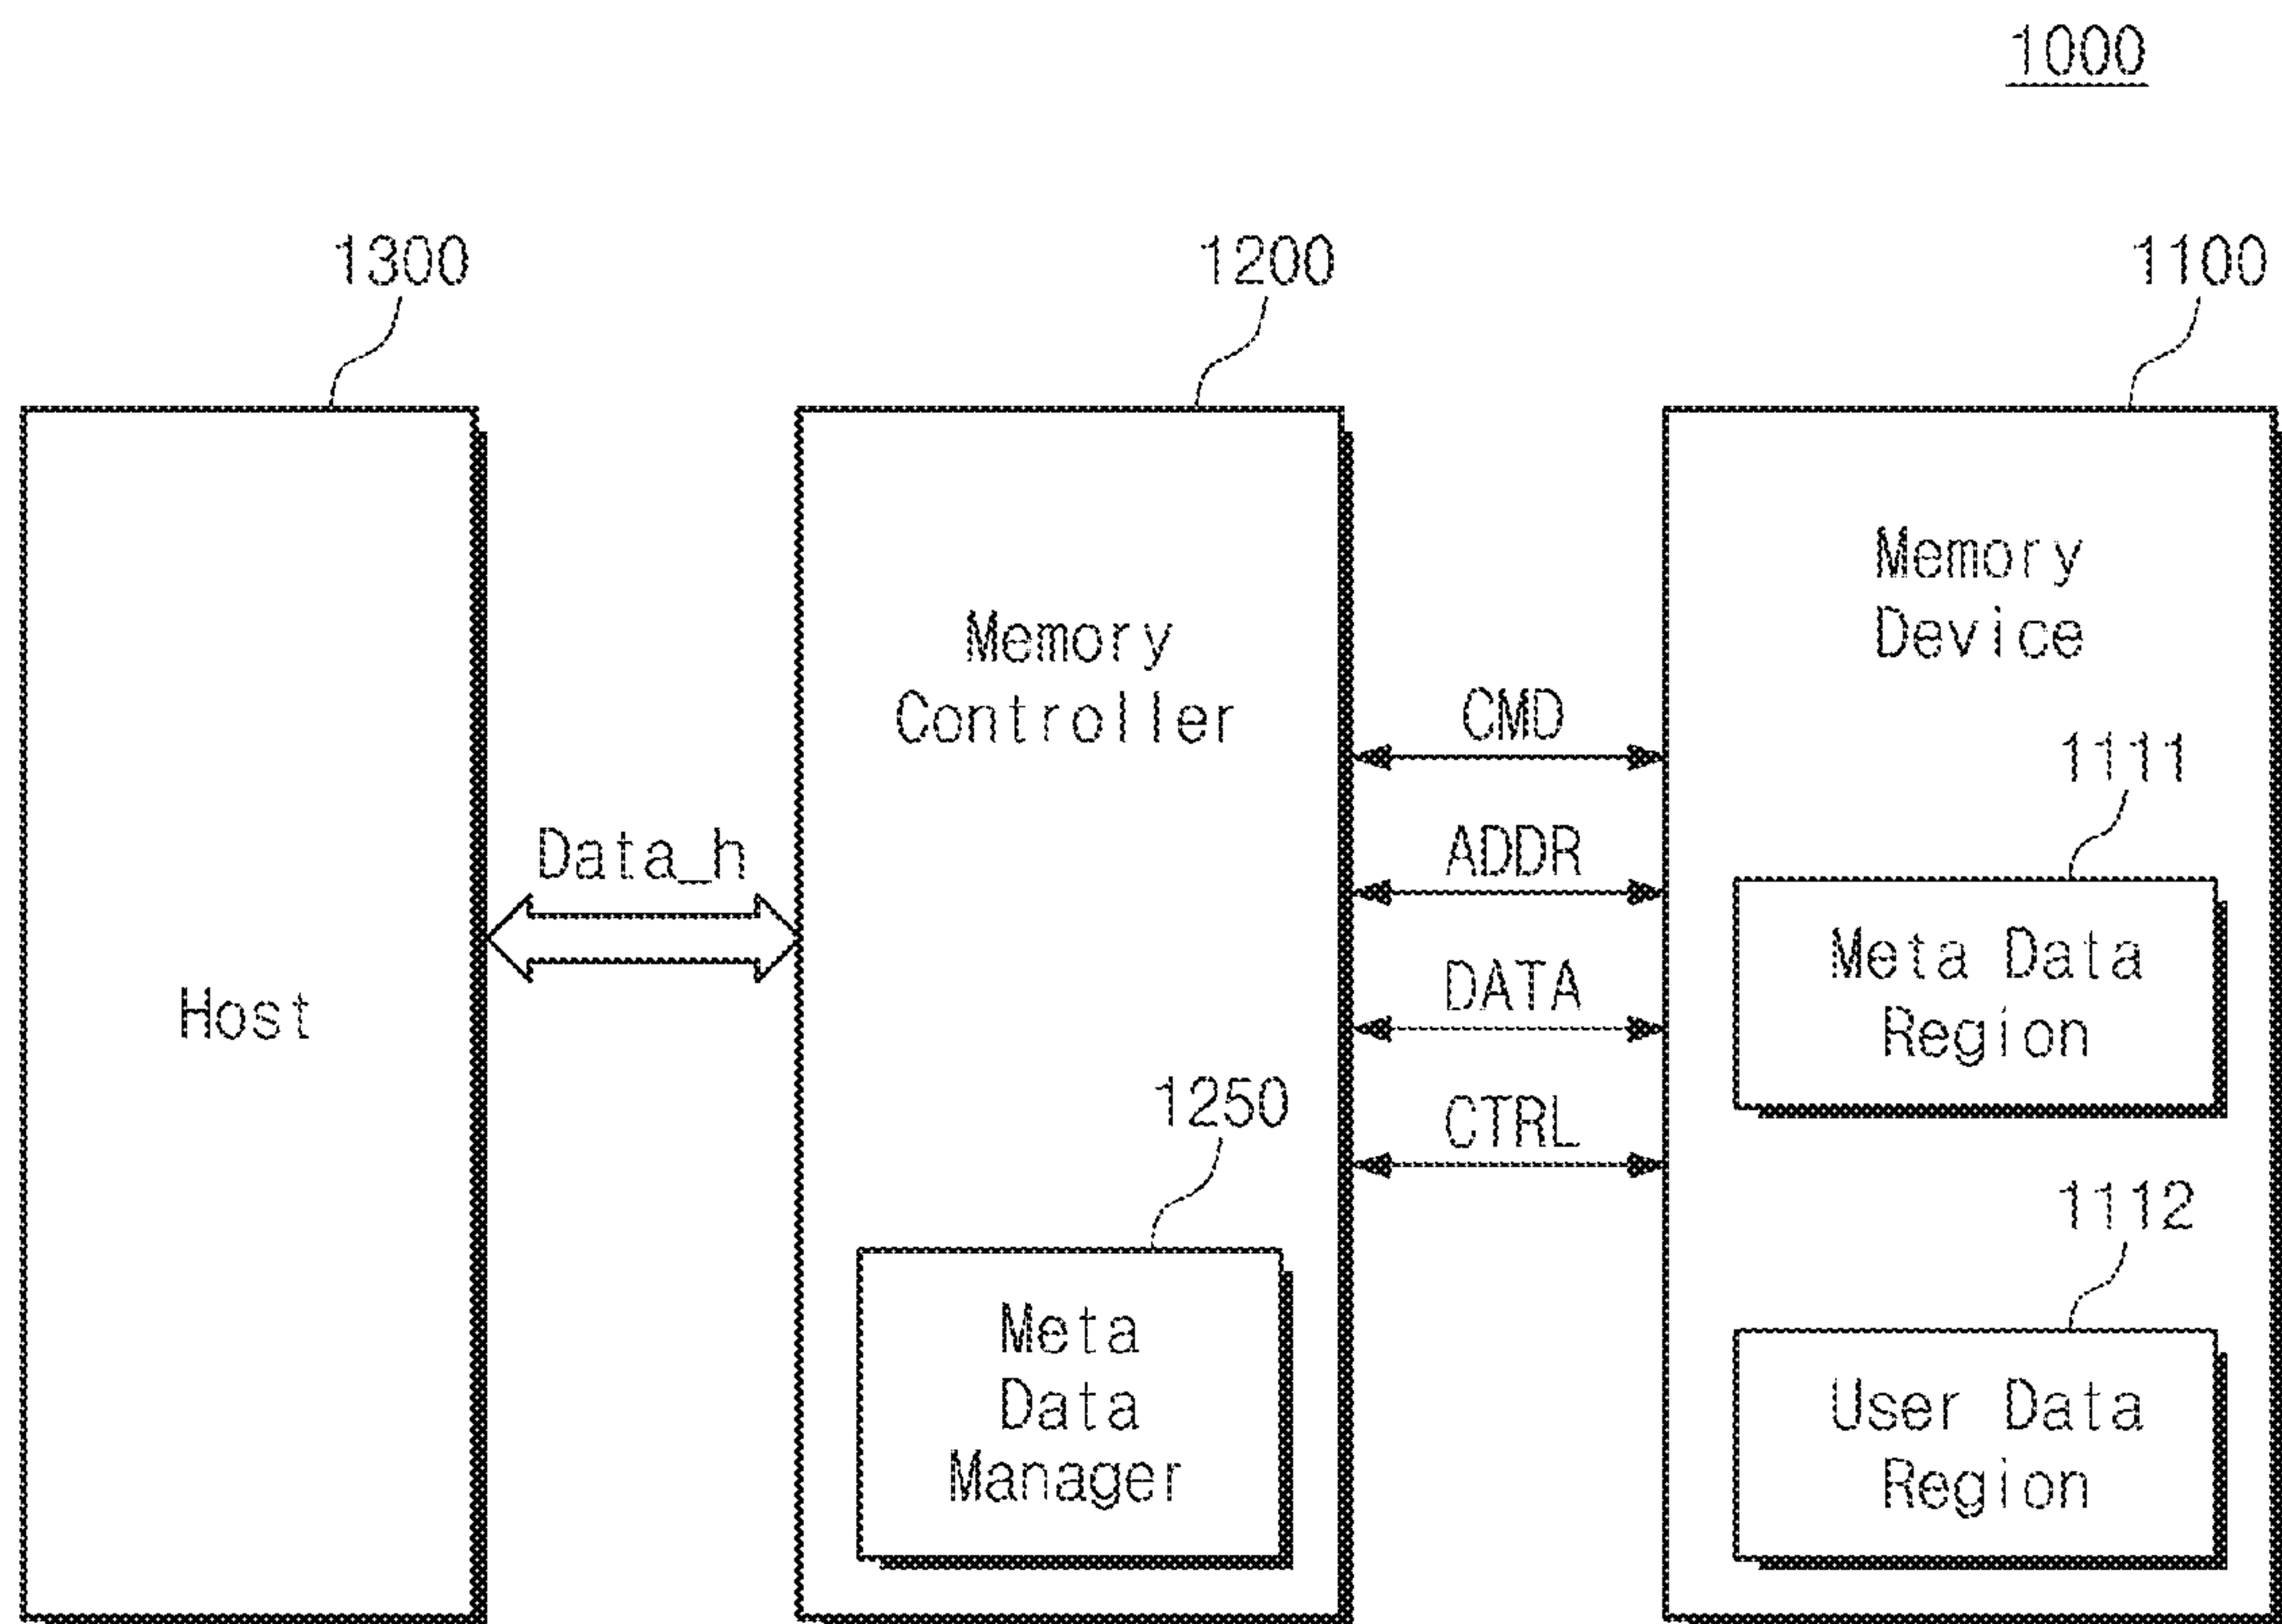 1000
1300
1200
1100
Host
Data_h
Memory
Controller
1250
Meta
Data
Manager
CMD
ADDR
DATA
CTRL
Memory
Device
1111
Meta Data
Region
1112
User Data
Region